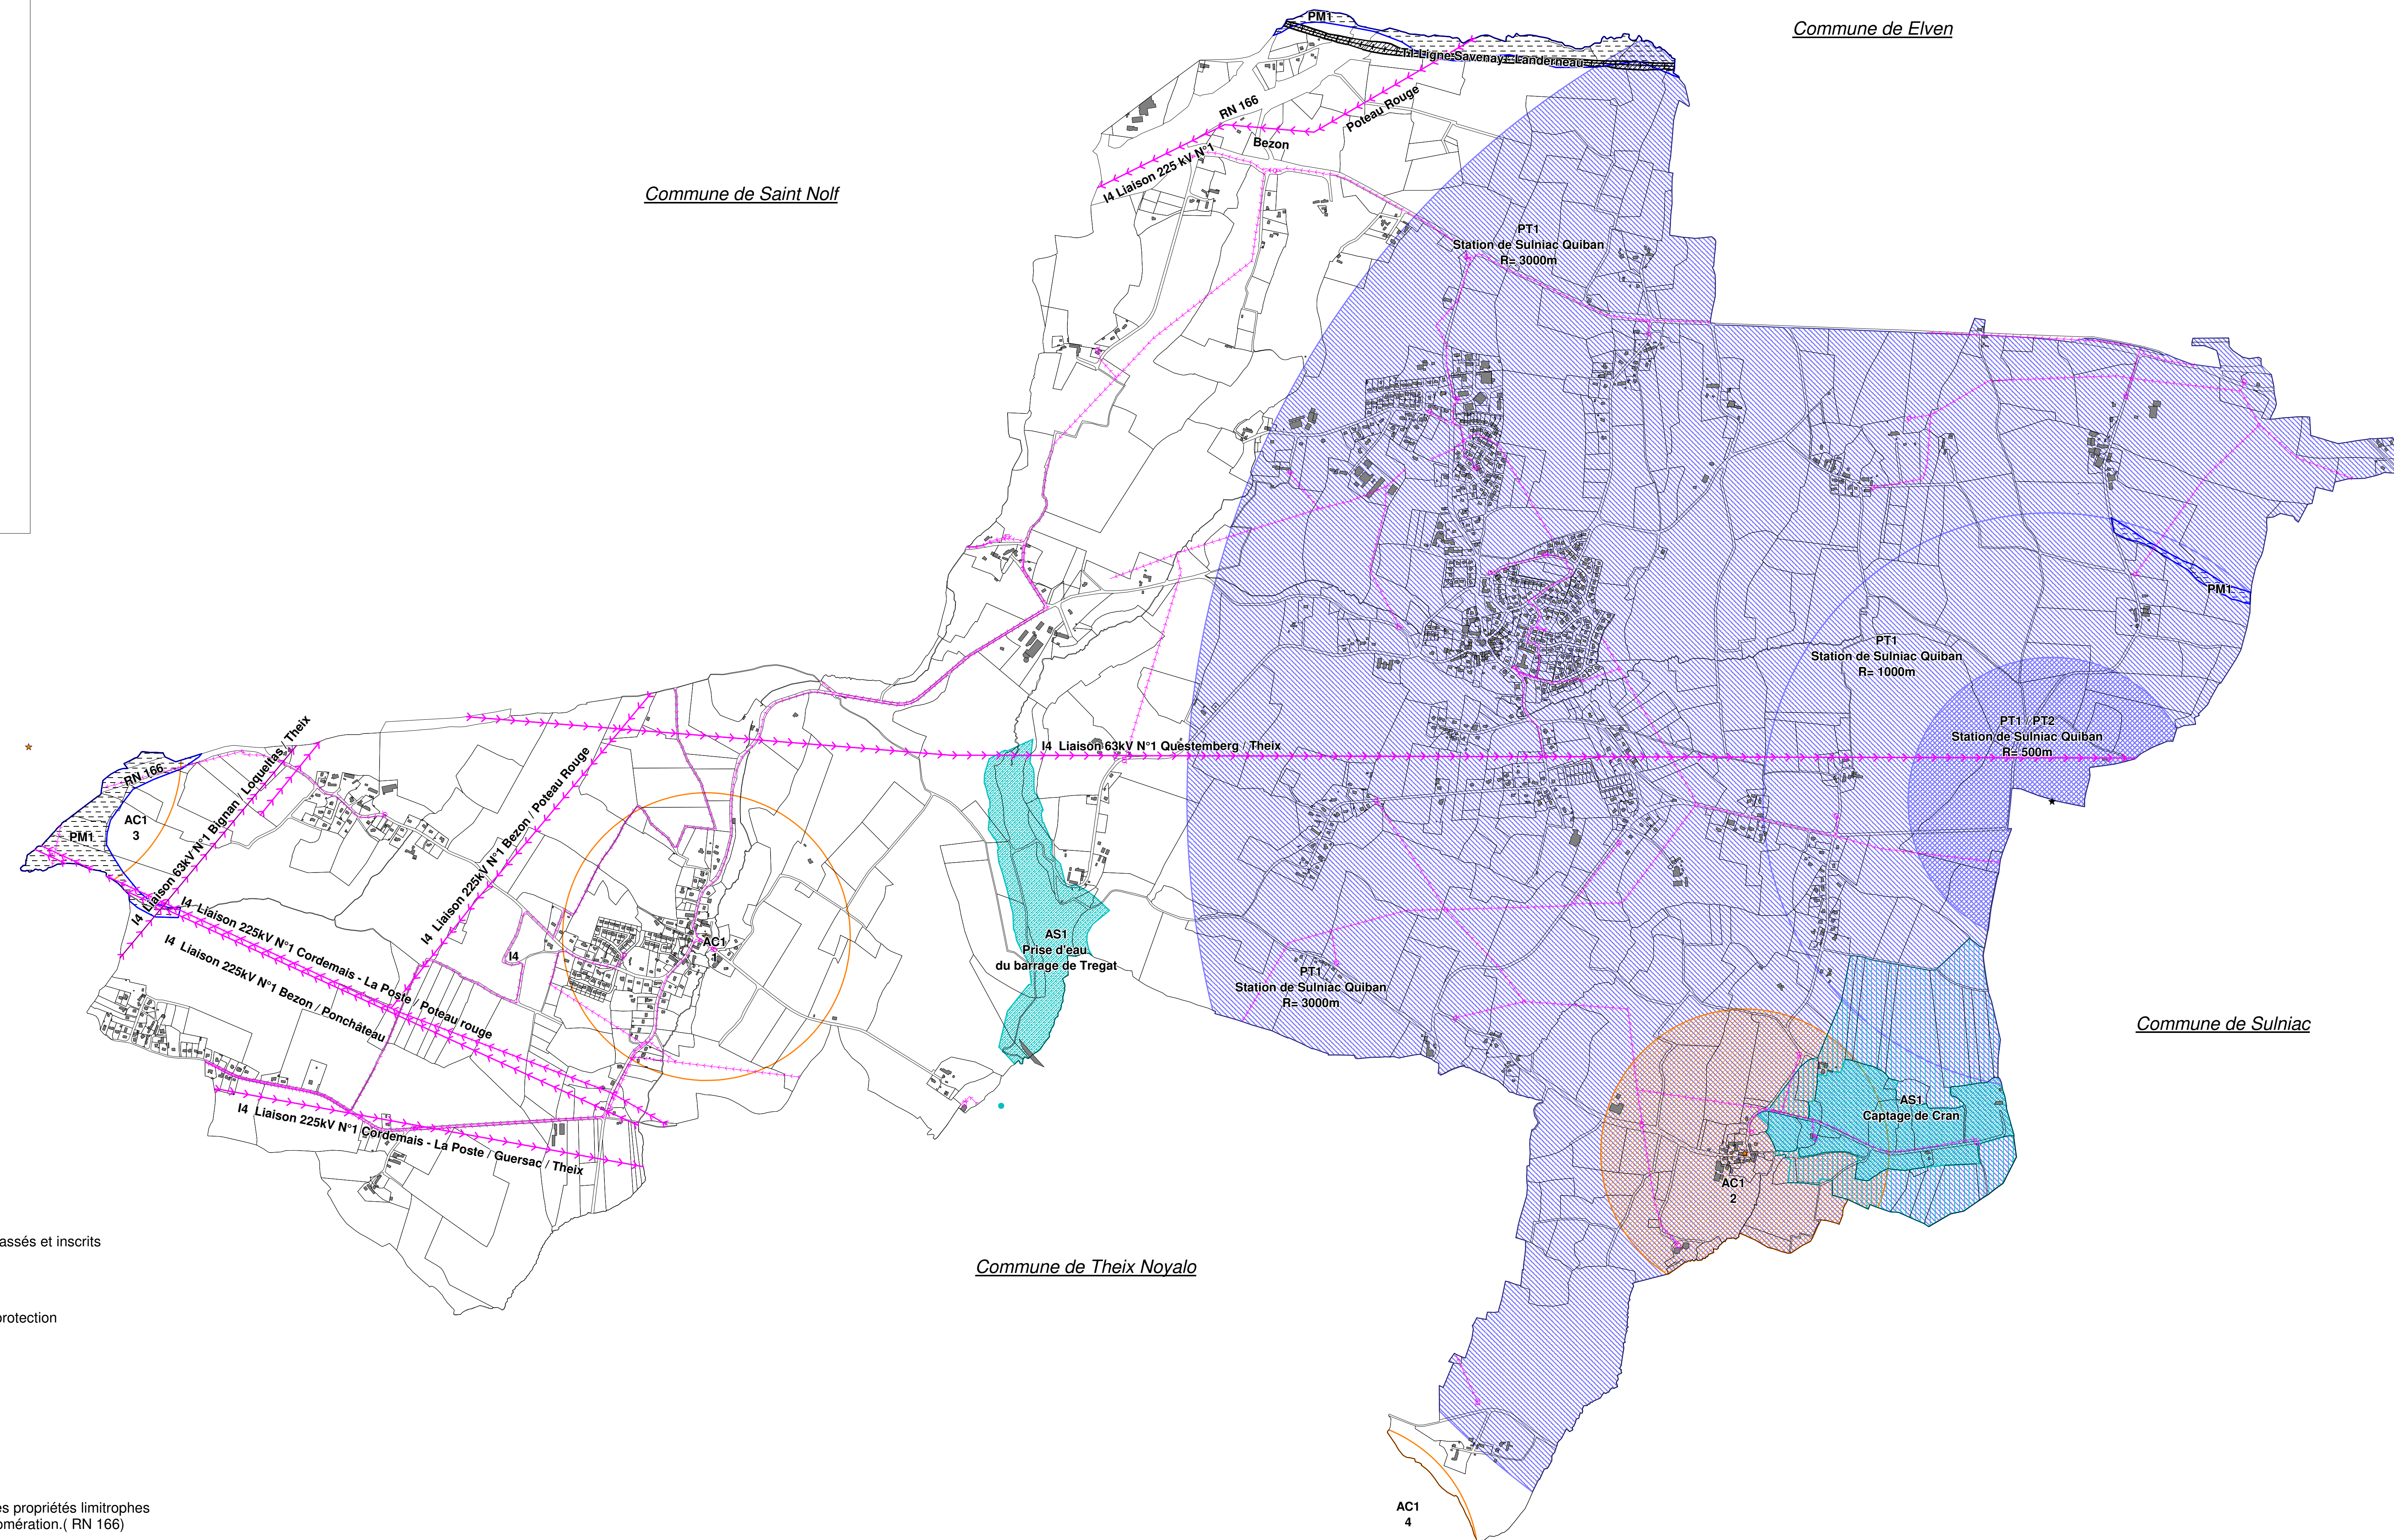 PM1
Commune de Elven
T1 Ligne Savenay - Landerneau
RN 166
Poteau Rouge
Bezon
I4 Liaison 225 kV N°1
Commune de Saint Nolf
PT1
Station de Sulniac Quiban
R= 3000m
PM1
PT1
Station de Sulniac Quiban
R= 1000m
PT1 / PT2
Station de Sulniac Quiban
R= 500m
I4 Liaison 63kV N°1 Questemberg / Theix
I4 Liaison 63kV N°1 Bignan / Loqueltas / Theix
I4 Liaison 225kV N°1 Bezon / Poteau Rouge
RN 166
AC1
3
PM1
I4 Liaison 225kV N°1 Cordemais - La Poste / Poteau rouge
I4 Liaison 225kV N°1 Bezon / Ponchâteau
I4
AC1
1
AS1
Prise d'eau
du barrage de Tregat
PT1
Station de Sulniac Quiban
R= 3000m
Commune de Sulniac
I4 Liaison 225kV N°1 Cordemais - La Poste / Guersac / Theix
AS1
Captage de Cran
AC1
2
assés et inscrits
Commune de Theix Noyalo
protection
es propriétés limitrophes
omération.( RN 166)
AC1
4